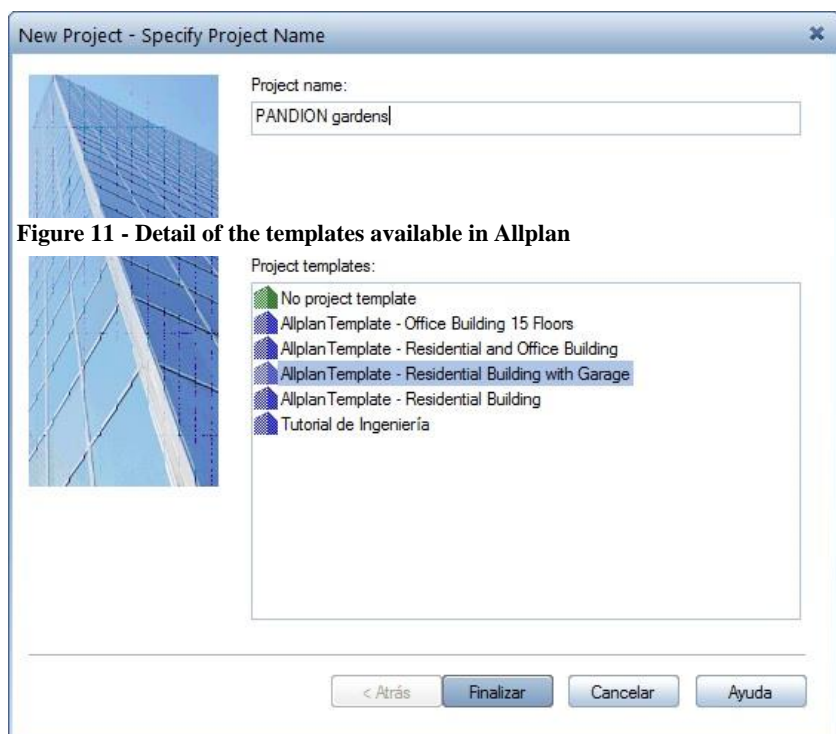 New Project - Specify Project Name
Project name:
PANDION gardens
Figure 11 - Detail of the templates available in Allplan
Project templates:
No project template
AllplanTemplate - Office Building 15 Floors
AllplanTemplate - Residential and Office Building
AllplanTemplate - Residential Building with Garage
AllplanTemplate - Residential Building
Tutorial de Ingeniería
< Atrás Finalizar Cancelar Ayuda